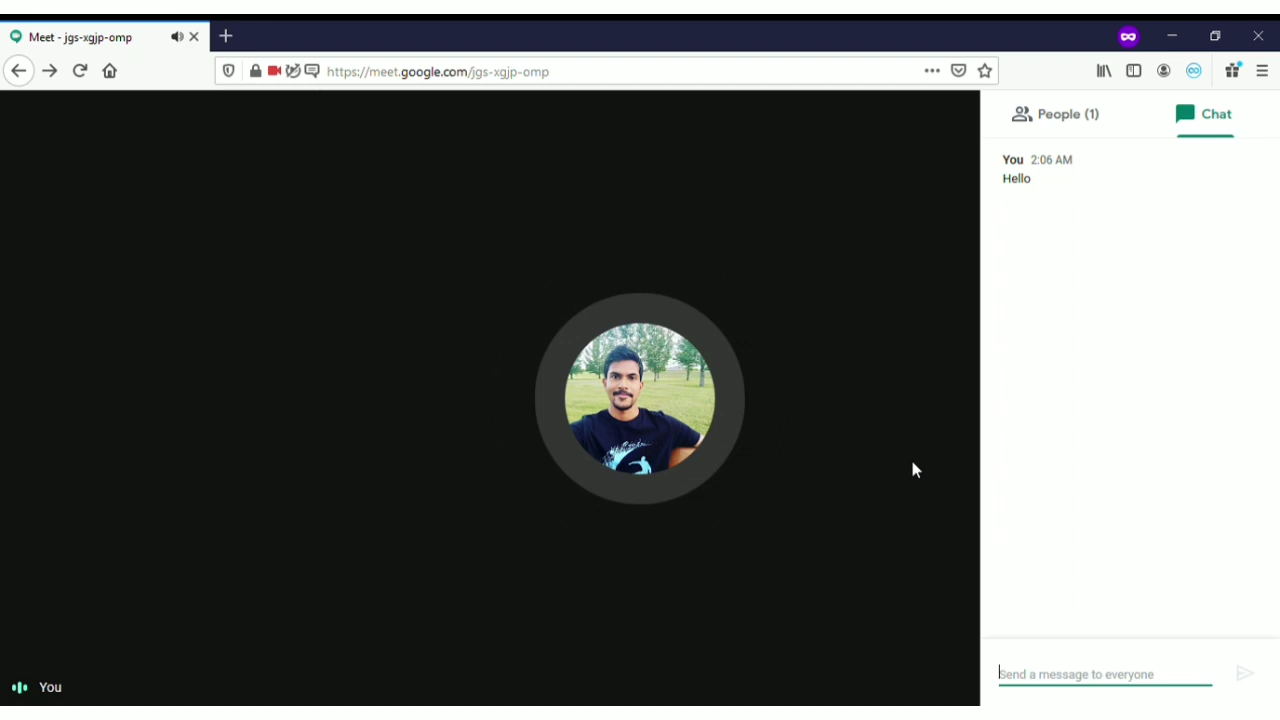 Meet - jgs-xgjp-omp
https://meet.google.com/jgs-xgjp-omp
People (1)
Chat
You 2:06 AM
Hello
You
Send a message to everyone